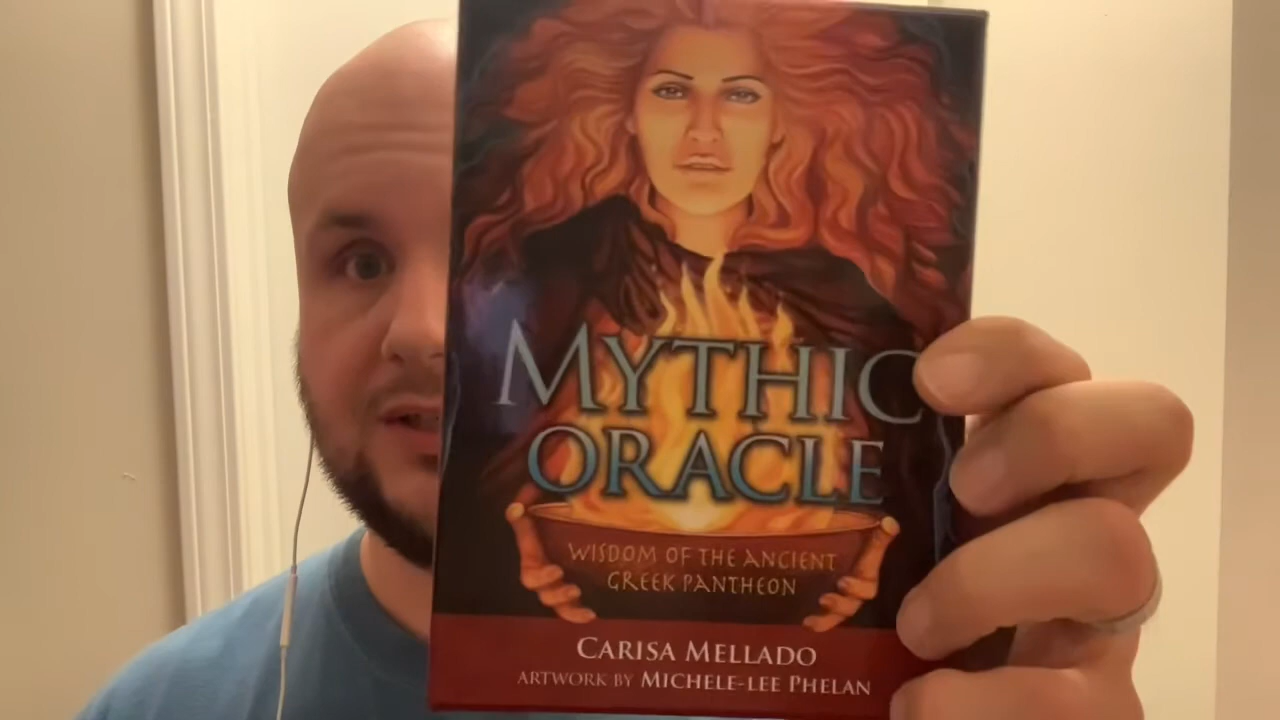 MYTHIC
ORACLE
WISDOM OF THE ANCIENT
GREEK PANTHEON
CARISA MELLADO
ARTWORK BY MICHELE-LEE PHELAN